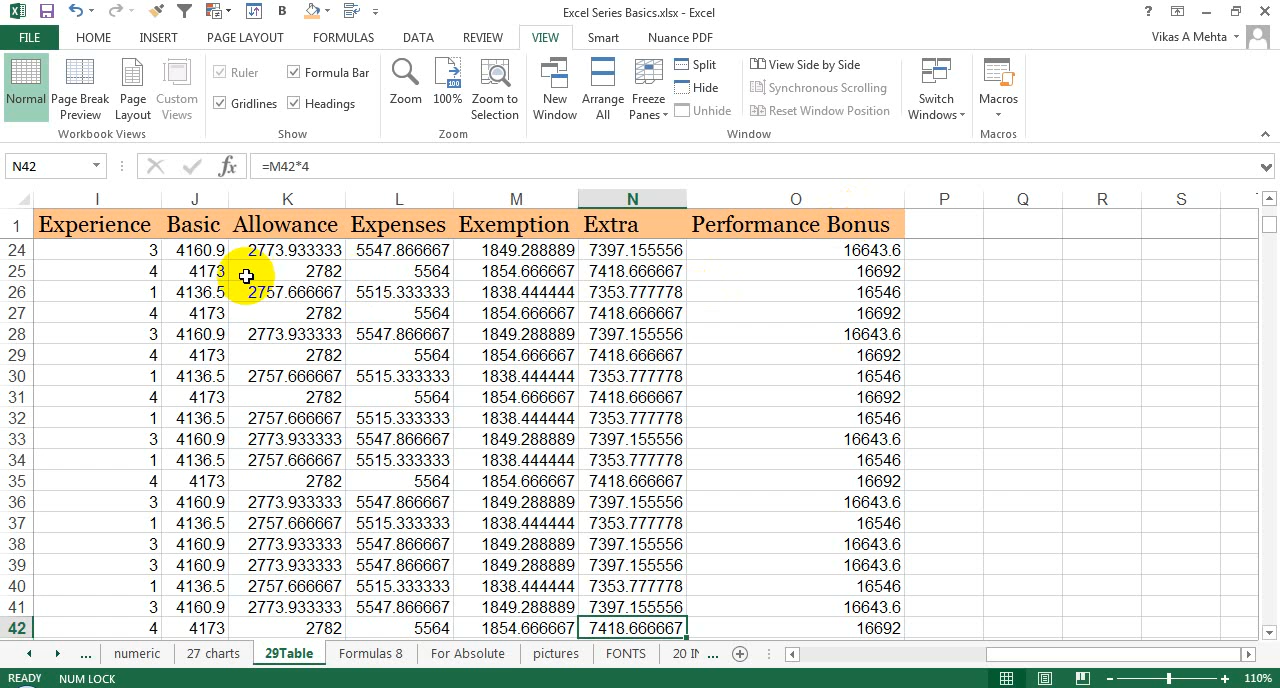 Excel Series Basics.xlsx - Excel
FILE HOME INSERT PAGE LAYOUT FORMULAS DATA REVIEW VIEW Smart Nuance PDF Vikas A Mehta
Normal Page Break Preview Page Layout Custom Views
Ruler Formula Bar
Gridlines Headings
Zoom 100% Zoom to Selection
New Window Arrange All Freeze Panes
Split
Hide
Unhide
View Side by Side
Synchronous Scrolling
Reset Window Position
Switch Windows Macros
Workbook Views Show Zoom Window Macros
N42 fx =M42*4
I J K L M N O P Q R S
1 Experience Basic Allowance Expenses Exemption Extra Performance Bonus
24 3 4160.9 2773.933333 5547.866667 1849.288889 7397.155556 16643.6
25 4 4173 2782 5564 1854.666667 7418.666667 16692
26 1 4136.5 2757.666667 5515.333333 1838.444444 7353.777778 16546
27 4 4173 2782 5564 1854.666667 7418.666667 16692
28 3 4160.9 2773.933333 5547.866667 1849.288889 7397.155556 16643.6
29 4 4173 2782 5564 1854.666667 7418.666667 16692
30 1 4136.5 2757.666667 5515.333333 1838.444444 7353.777778 16546
31 4 4173 2782 5564 1854.666667 7418.666667 16692
32 1 4136.5 2757.666667 5515.333333 1838.444444 7353.777778 16546
33 3 4160.9 2773.933333 5547.866667 1849.288889 7397.155556 16643.6
34 1 4136.5 2757.666667 5515.333333 1838.444444 7353.777778 16546
35 4 4173 2782 5564 1854.666667 7418.666667 16692
36 3 4160.9 2773.933333 5547.866667 1849.288889 7397.155556 16643.6
37 1 4136.5 2757.666667 5515.333333 1838.444444 7353.777778 16546
38 3 4160.9 2773.933333 5547.866667 1849.288889 7397.155556 16643.6
39 3 4160.9 2773.933333 5547.866667 1849.288889 7397.155556 16643.6
40 1 4136.5 2757.666667 5515.333333 1838.444444 7353.777778 16546
41 3 4160.9 2773.933333 5547.866667 1849.288889 7397.155556 16643.6
42 4 4173 2782 5564 1854.666667 7418.666667 16692
... numeric 27 charts 29Table Formulas 8 For Absolute pictures FONTS 20 IN ...
READY NUM LOCK 110%